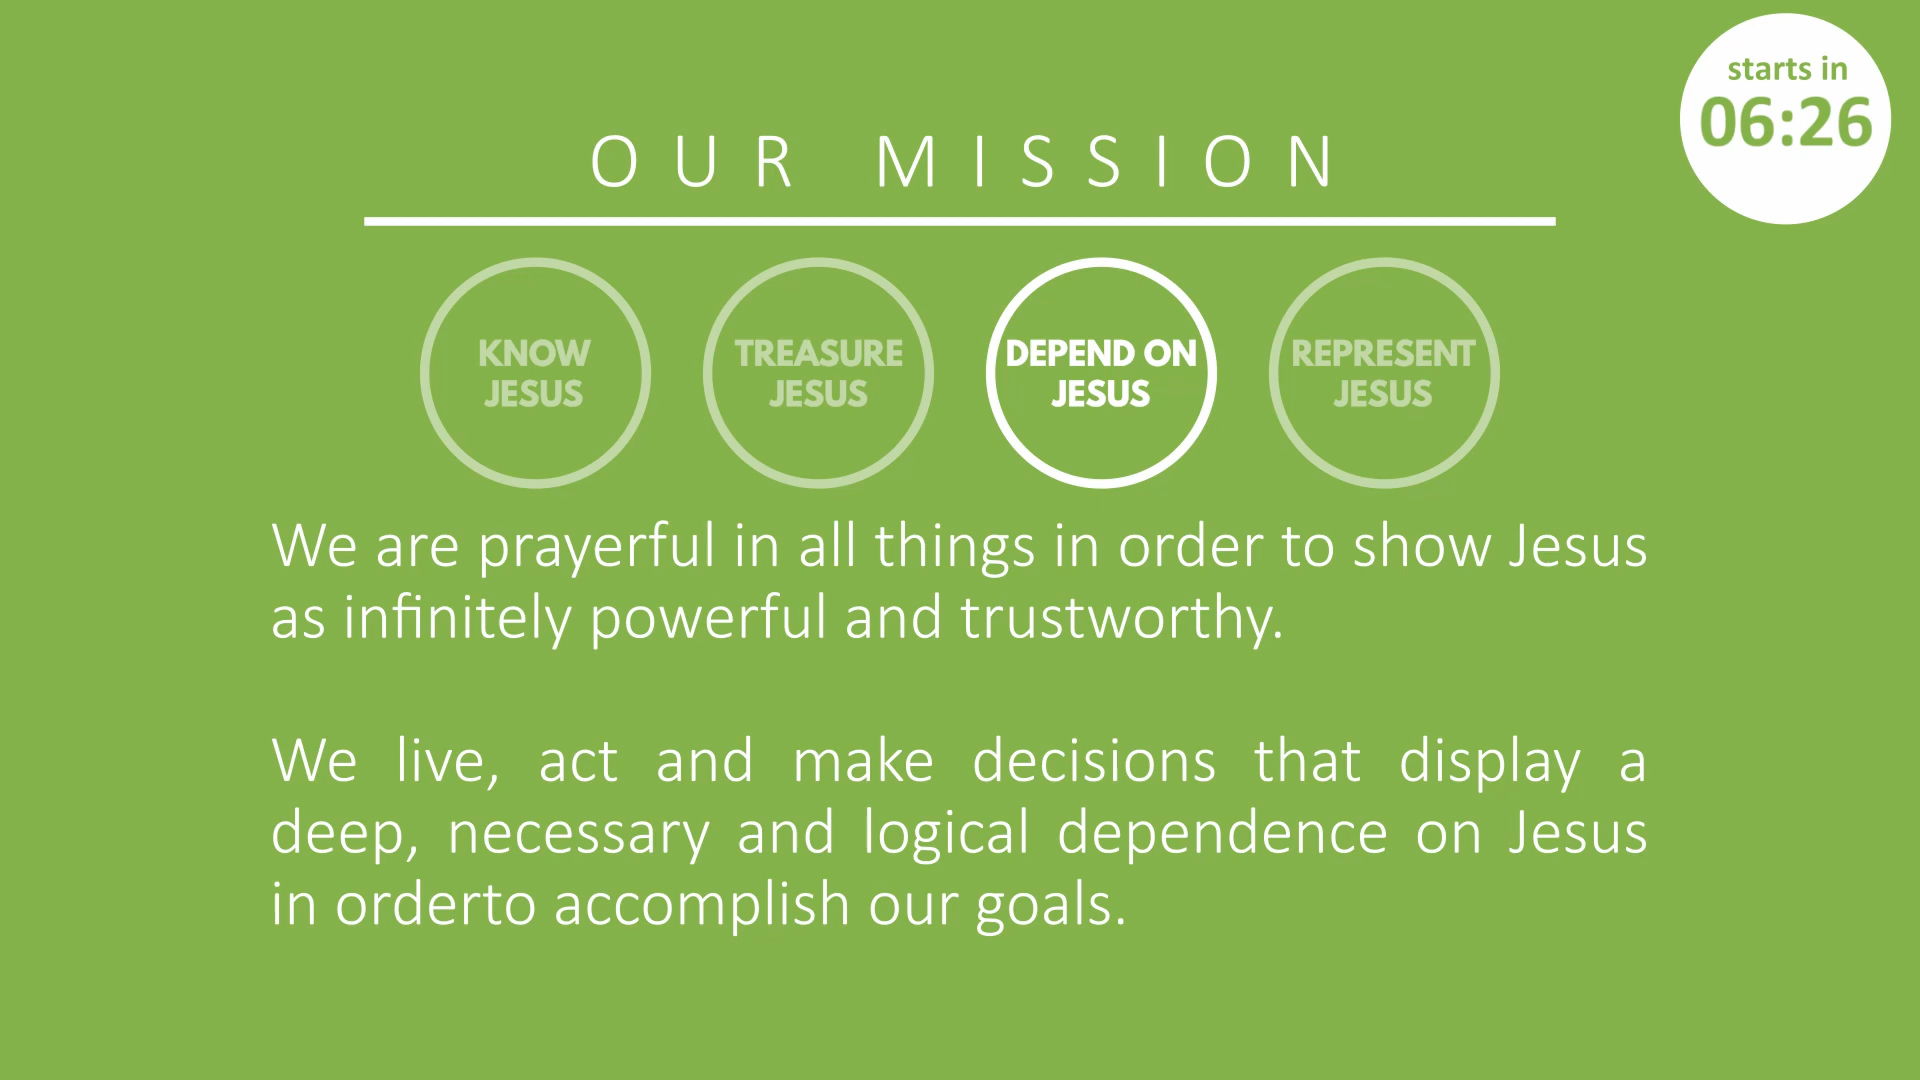 starts in
06:26
OUR MISSION
KNOW
JESUS
TREASURE
JESUS
DEPEND ON
JESUS
REPRESENT
JESUS
We are prayerful in all things in order to show Jesus
as infinitely powerful and trustworthy.
We live, act and make decisions that display a
deep, necessary and logical dependence on Jesus
in orderto accomplish our goals.